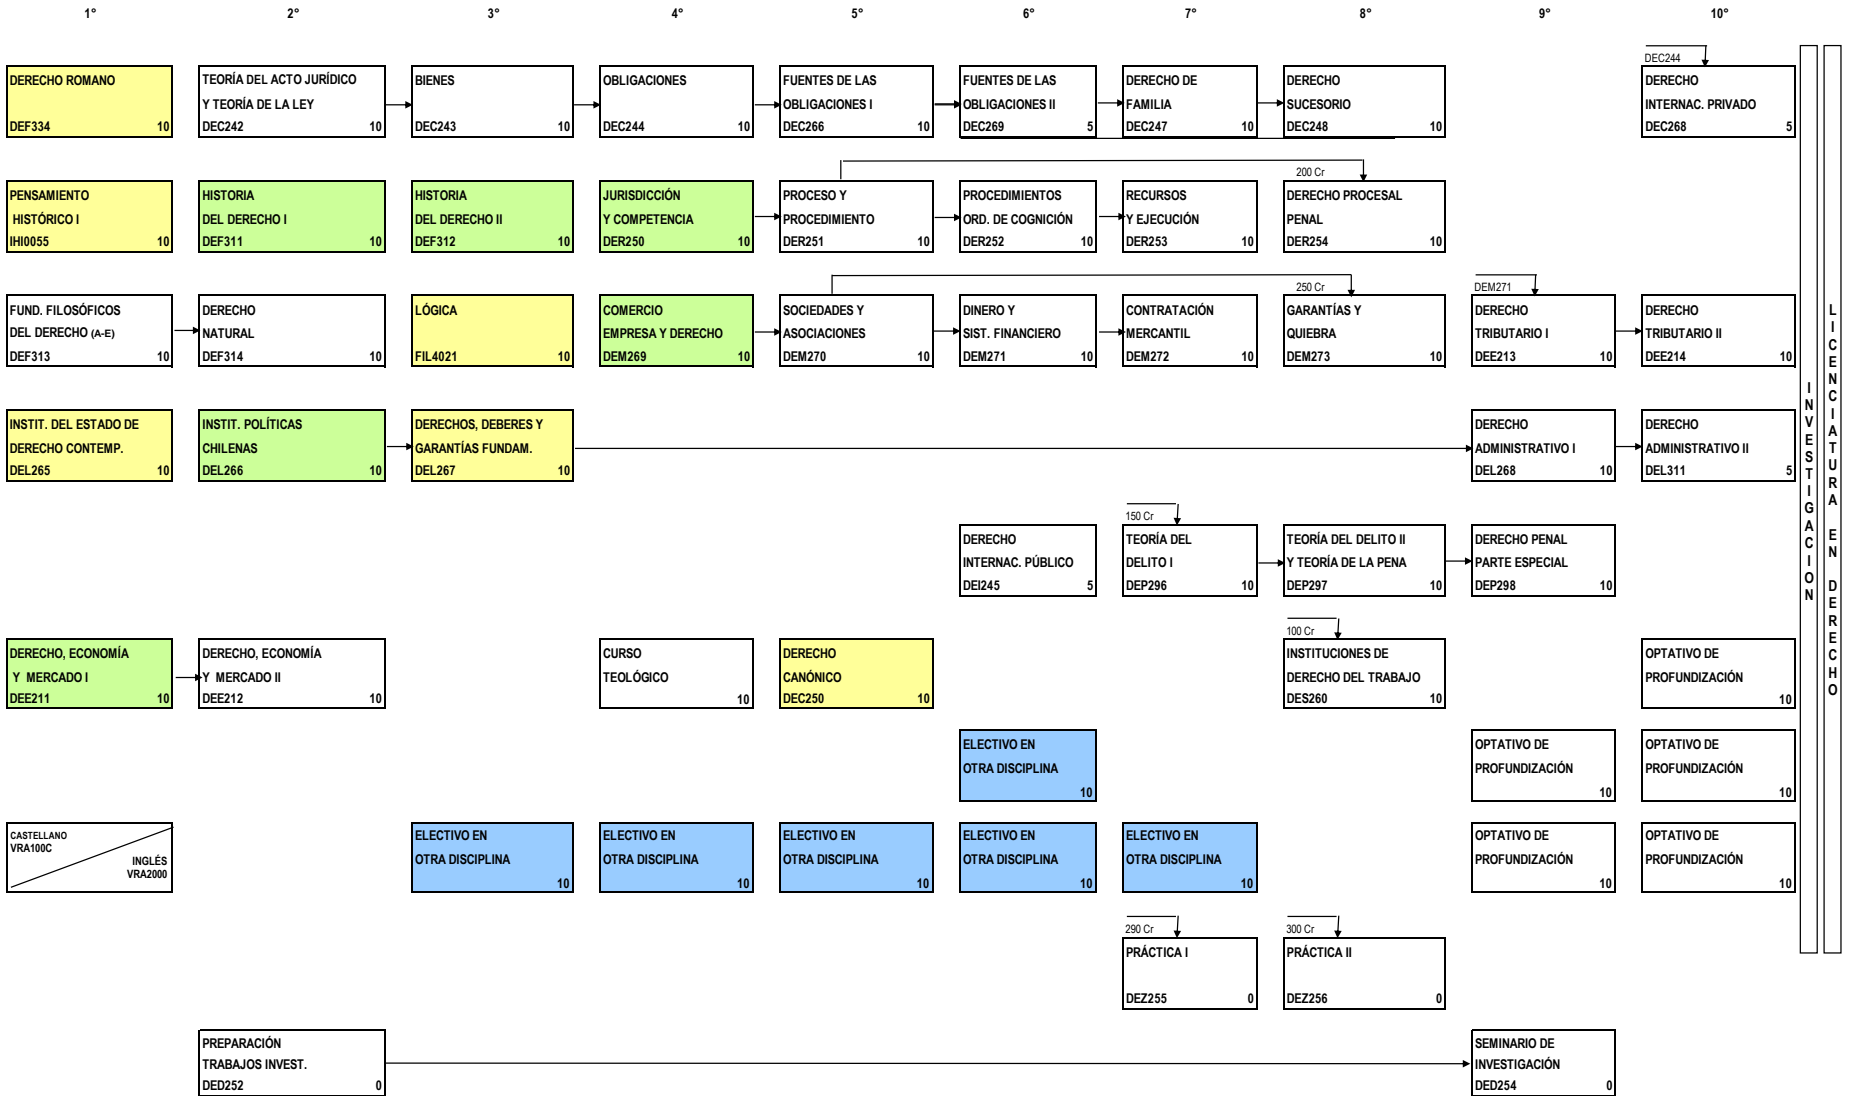 1° 2° 3° 4° 5° 6° 7° 8° 9° 10°
DEC244
DERECHO ROMANO
DEF334 10
TEORÍA DEL ACTO JURÍDICO
Y TEORÍA DE LA LEY
DEC242 10
BIENES
DEC243 10
OBLIGACIONES
DEC244 10
FUENTES DE LAS
OBLIGACIONES I
DEC266 10
FUENTES DE LAS
OBLIGACIONES II
DEC269 5
DERECHO DE
FAMILIA
DEC247 10
DERECHO
SUCESORIO
DEC248 10
DERECHO
INTERNAC. PRIVADO
DEC268 5
PENSAMIENTO
HISTÓRICO I
IHI0055 10
HISTORIA
DEL DERECHO I
DEF311 10
HISTORIA
DEL DERECHO II
DEF312 10
JURISDICCIÓN
Y COMPETENCIA
DER250 10
PROCESO Y
PROCEDIMIENTO
DER251 10
PROCEDIMIENTOS
ORD. DE COGNICIÓN
DER252 10
RECURSOS
Y EJECUCIÓN
DER253 10
200 Cr
DERECHO PROCESAL
PENAL
DER254 10
FUND. FILOSÓFICOS
DEL DERECHO (A-E)
DEF313 10
DERECHO
NATURAL
DEF314 10
LÓGICA
FIL4021 10
COMERCIO
EMPRESA Y DERECHO
DEM269 10
SOCIEDADES Y
ASOCIACIONES
DEM270 10
DINERO Y
SIST. FINANCIERO
DEM271 10
CONTRATACIÓN
MERCANTIL
DEM272 10
250 Cr
GARANTÍAS Y
QUIEBRA
DEM273 10
DEM271
DERECHO
TRIBUTARIO I
DEE213 10
DERECHO
TRIBUTARIO II
DEE214 10
INSTIT. DEL ESTADO DE
DERECHO CONTEMP.
DEL265 10
INSTIT. POLÍTICAS
CHILENAS
DEL266 10
DERECHOS, DEBERES Y
GARANTÍAS FUNDAM.
DEL267 10
DERECHO
ADMINISTRATIVO I
DEL268 10
DERECHO
ADMINISTRATIVO II
DEL311 5
DERECHO
INTERNAC. PÚBLICO
DEI245 5
150 Cr
TEORÍA DEL
DELITO I
DEP296 10
TEORÍA DEL DELITO II
Y TEORÍA DE LA PENA
DEP297 10
DERECHO PENAL
PARTE ESPECIAL
DEP298 10
DERECHO, ECONOMÍA
Y MERCADO I
DEE211 10
DERECHO, ECONOMÍA
Y MERCADO II
DEE212 10
CURSO
TEOLÓGICO
10
DERECHO
CANÓNICO
DEC250 10
100 Cr
INSTITUCIONES DE
DERECHO DEL TRABAJO
DES260 10
OPTATIVO DE
PROFUNDIZACIÓN
10
ELECTIVO EN
OTRA DISCIPLINA
10
OPTATIVO DE
PROFUNDIZACIÓN
10
OPTATIVO DE
PROFUNDIZACIÓN
10
CASTELLANO
VRA100C
INGLÉS
VRA2000
ELECTIVO EN
OTRA DISCIPLINA
10
ELECTIVO EN
OTRA DISCIPLINA
10
ELECTIVO EN
OTRA DISCIPLINA
10
ELECTIVO EN
OTRA DISCIPLINA
10
ELECTIVO EN
OTRA DISCIPLINA
10
OPTATIVO DE
PROFUNDIZACIÓN
10
OPTATIVO DE
PROFUNDIZACIÓN
10
290 Cr
PRÁCTICA I
DEZ255 0
300 Cr
PRÁCTICA II
DEZ256 0
PREPARACIÓN
TRABAJOS INVEST.
DED252 0
SEMINARIO DE
INVESTIGACIÓN
DED254 0
INVESTIGACION
LICENCIATURA EN DERECHO